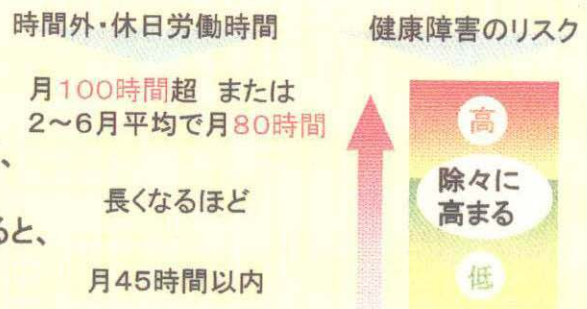 時間外・休日労働時間
健康障害のリスク
月100時間超 または
2〜6月平均で月80時間
高
、
除々に
高まる
長くなるほど
ると、
月45時間以内
低